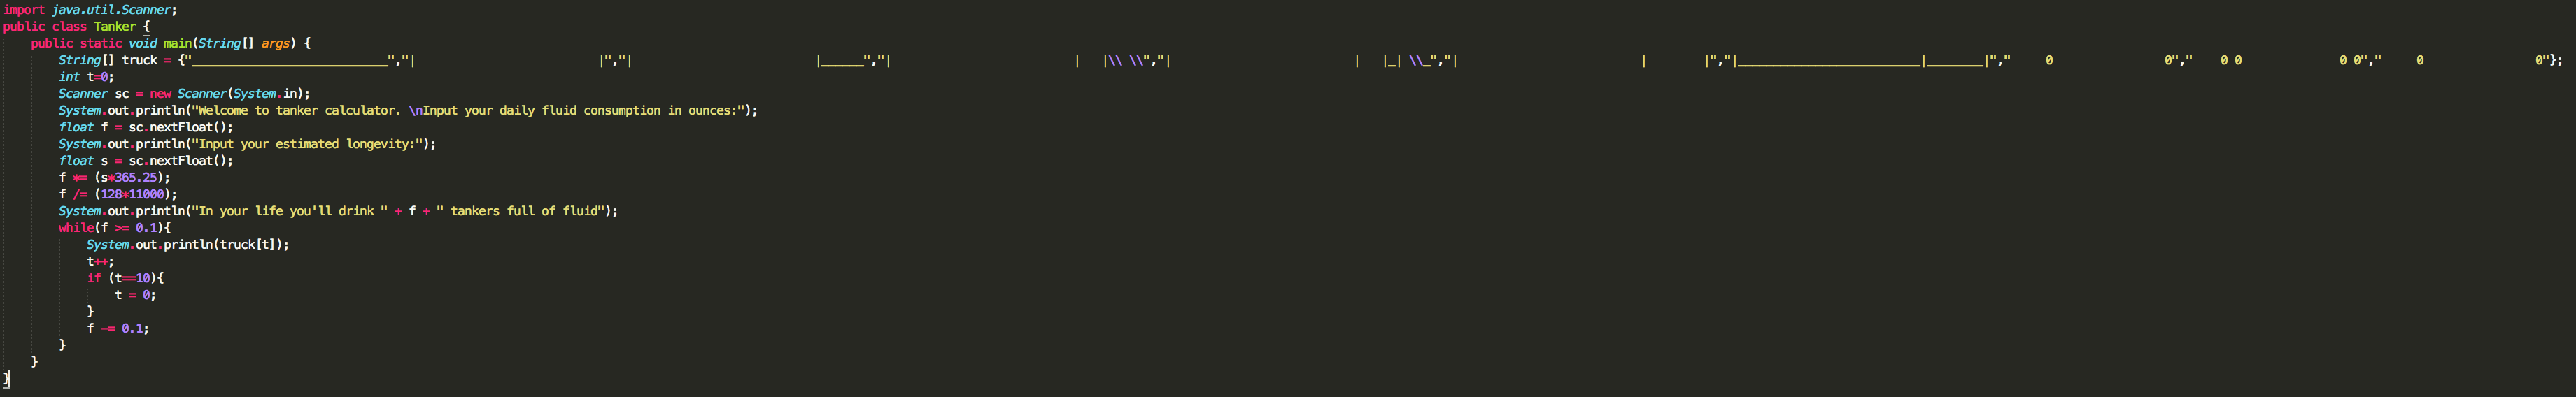 import java.util.Scanner;
public class Tanker {
    public static void main(String[] args) {
        String[] truck = {"____________________________","|                          |","|                          |______","|                          |   |\\ \\","|                          |   |_| \\_","|                          |        |","|__________________________|________|","     0                0","    0 0              0 0","     0                0"};
        int t=0;
        Scanner sc = new Scanner(System.in);
        System.out.println("Welcome to tanker calculator. \nInput your daily fluid consumption in ounces:");
        float f = sc.nextFloat();
        System.out.println("Input your estimated longevity:");
        float s = sc.nextFloat();
        f *= (s*365.25);
        f /= (128*11000);
        System.out.println("In your life you'll drink " + f + " tankers full of fluid");
        while(f >= 0.1){
            System.out.println(truck[t]);
            t++;
            if (t==10){
                t = 0;
            }
            f -= 0.1;
        }
    }
}